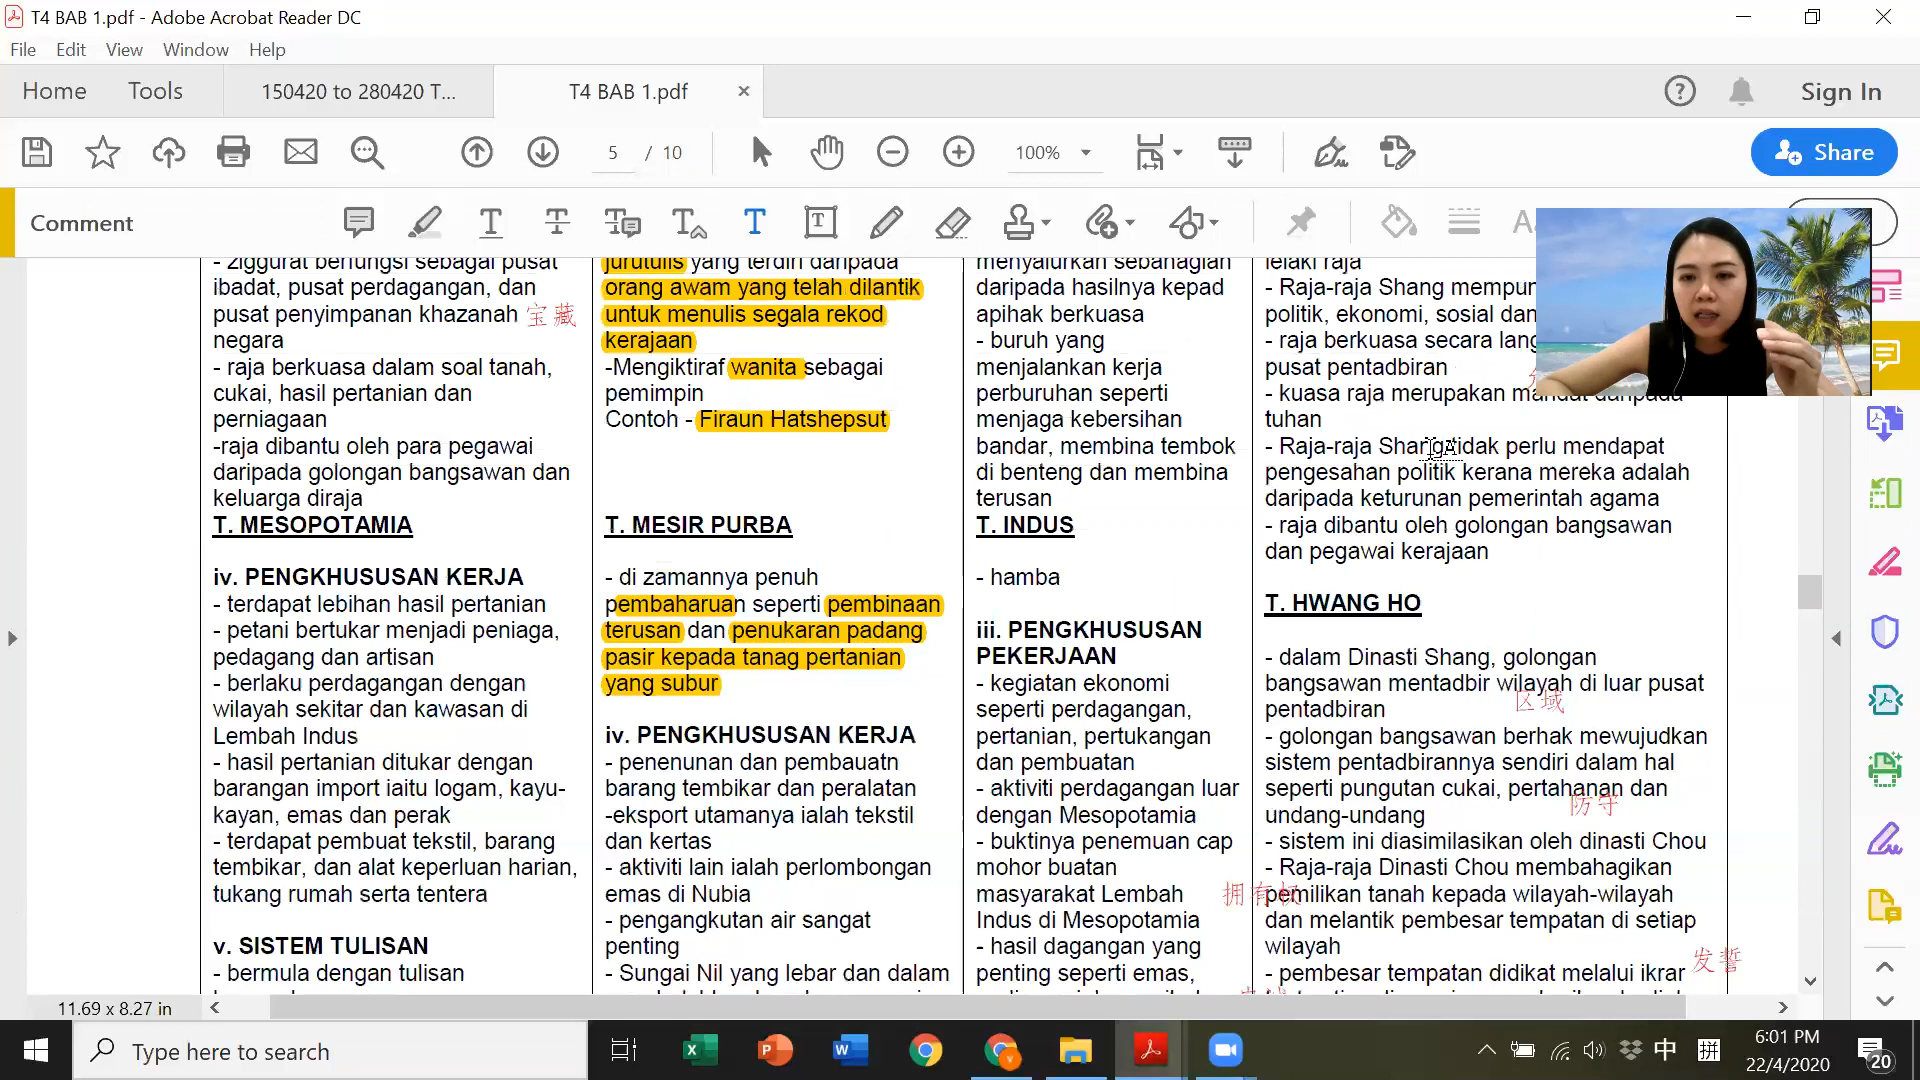 T4 BAB 1.pdf - Adobe Acrobat Reader DC
File Edit View Window Help
Home Tools 150420 to 280420 T... T4 BAB 1.pdf × Sign In
5 / 10 100% Share
Comment
- ziggurat berfungsi sebagai pusat
ibadat, pusat perdagangan, dan
pusat penyimpanan khazanah 宝藏
negara
- raja berkuasa dalam soal tanah,
cukai, hasil pertanian dan
perniagaan
-raja dibantu oleh para pegawai
daripada golongan bangsawan dan
keluarga diraja
T. MESOPOTAMIA
iv. PENGKHUSUSAN KERJA
- terdapat lebihan hasil pertanian
- petani bertukar menjadi peniaga,
pedagang dan artisan
- berlaku perdagangan dengan
wilayah sekitar dan kawasan di
Lembah Indus
- hasil pertanian ditukar dengan
barangan import iaitu logam, kayu-
kayan, emas dan perak
- terdapat pembuat tekstil, barang
tembikar, dan alat keperluan harian,
tukang rumah serta tentera
v. SISTEM TULISAN
- bermula dengan tulisan
jurutulis yang terdiri daripada
orang awam yang telah dilantik
untuk menulis segala rekod
kerajaan
-Mengiktiraf wanita sebagai
pemimpin
Contoh - Firaun Hatshepsut
T. MESIR PURBA
- di zamannya penuh
pembaharuan seperti pembinaan
terusan dan penukaran padang
pasir kepada tanag pertanian
yang subur
iv. PENGKHUSUSAN KERJA
- penenunan dan pembauatn
barang tembikar dan peralatan
-eksport utamanya ialah tekstil
dan kertas
- aktiviti lain ialah perlombongan
emas di Nubia
- pengangkutan air sangat
penting
- Sungai Nil yang lebar dan dalam
menyalurkan sebahagian
daripada hasilnya kepad
apihak berkuasa
- buruh yang
menjalankan kerja
perburuhan seperti
menjaga kebersihan
bandar, membina tembok
di benteng dan membina
terusan
T. INDUS
- hamba
iii. PENGKHUSUSAN
PEKERJAAN
- kegiatan ekonomi
seperti perdagangan,
pertanian, pertukangan
dan pembuatan
- aktiviti perdagangan luar
dengan Mesopotamia
- buktinya penemuan cap
mohor buatan
masyarakat Lembah
Indus di Mesopotamia
- hasil dagangan yang
penting seperti emas,
lelaki raja
- Raja-raja Shang
politik, ekonomi, sosial
- raja berkuasa secara
pusat pentadbiran
- kuasa raja merupakan mandat daripada
tuhan
- Raja-raja Shang tidak perlu mendapat
pengesahan politik kerana mereka adalah
daripada keturunan pemerintah agama
- raja dibantu oleh golongan bangsawan
dan pegawai kerajaan
T. HWANG HO
- dalam Dinasti Shang, golongan
bangsawan mentadbir wilayah di luar pusat
区域
pentadbiran
- golongan bangsawan berhak mewujudkan
sistem pentadbirannya sendiri dalam hal
seperti pungutan cukai, pertahanan dan
防守
undang-undang
- sistem ini diasimilasikan oleh dinasti Chou
- Raja-raja Dinasti Chou membahagikan
拥有权
pemilikan tanah kepada wilayah-wilayah
dan melantik pembesar tempatan di setiap
wilayah
发誓
- pembesar tempatan didikat melalui ikrar
11.69 x 8.27 in
Type here to search
中 拼
6:01 PM
22/4/2020
20